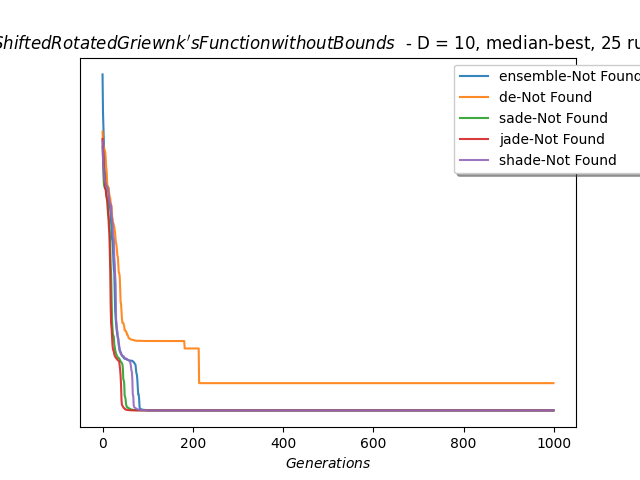 ShiftedRotatedGriewnk'sFunctionwithoutBounds - D = 10, median-best, 25 ru
ensemble-Not Found
de-Not Found
sade-Not Found
jade-Not Found
shade-Not Found
0 200 400 600 800 1000
Generations